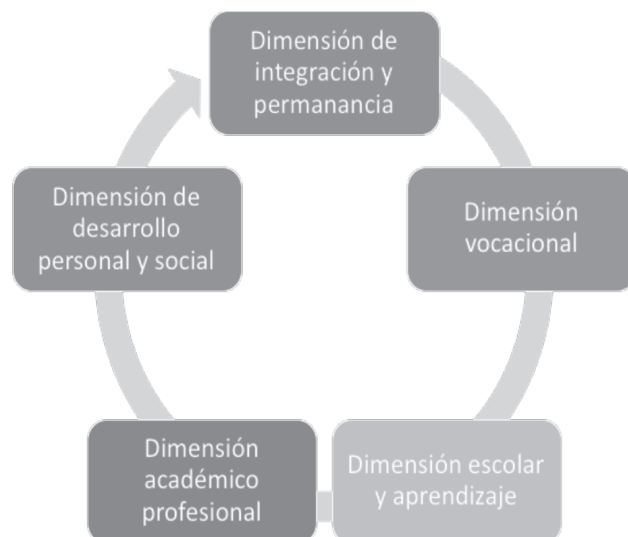 Dimensión de
integración y
permanancia
Dimensión
vocacional
Dimensión escolar
y aprendizaje
Dimensión
académico
profesional
Dimensión de
desarrollo
personal y social